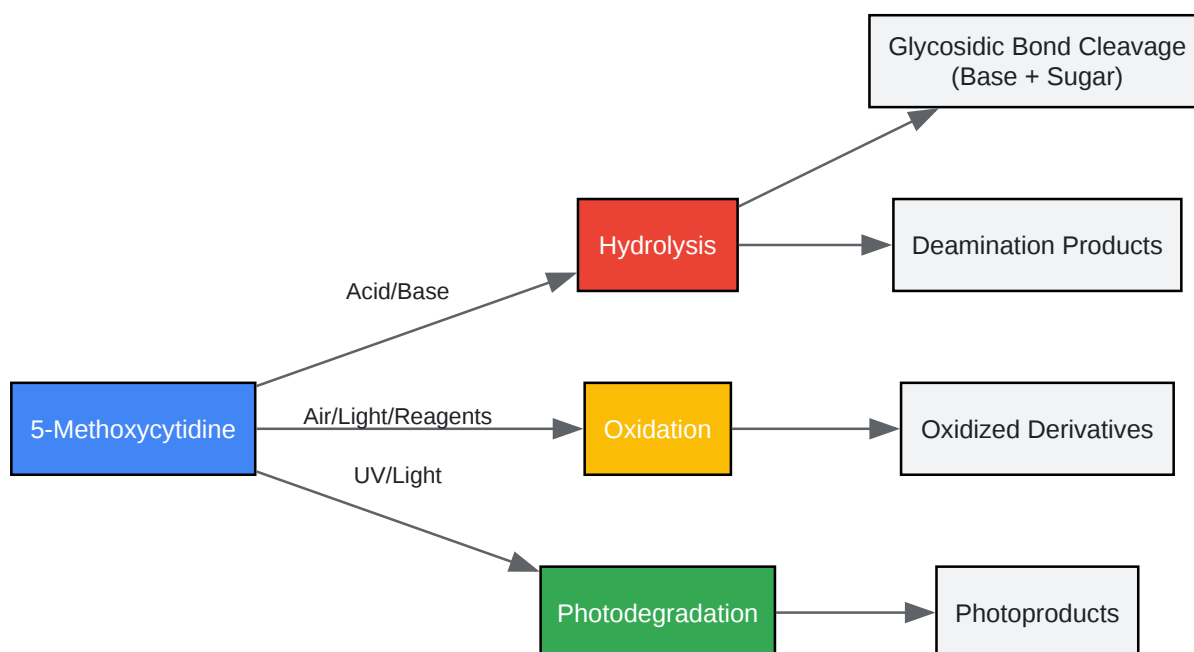 Glycosidic Bond Cleavage
(Base + Sugar)
Hydrolysis
Deamination Products
Acid/Base
5-Methoxycytidine
Air/Light/Reagents
Oxidation
Oxidized Derivatives
UV/Light
Photodegradation
Photoproducts